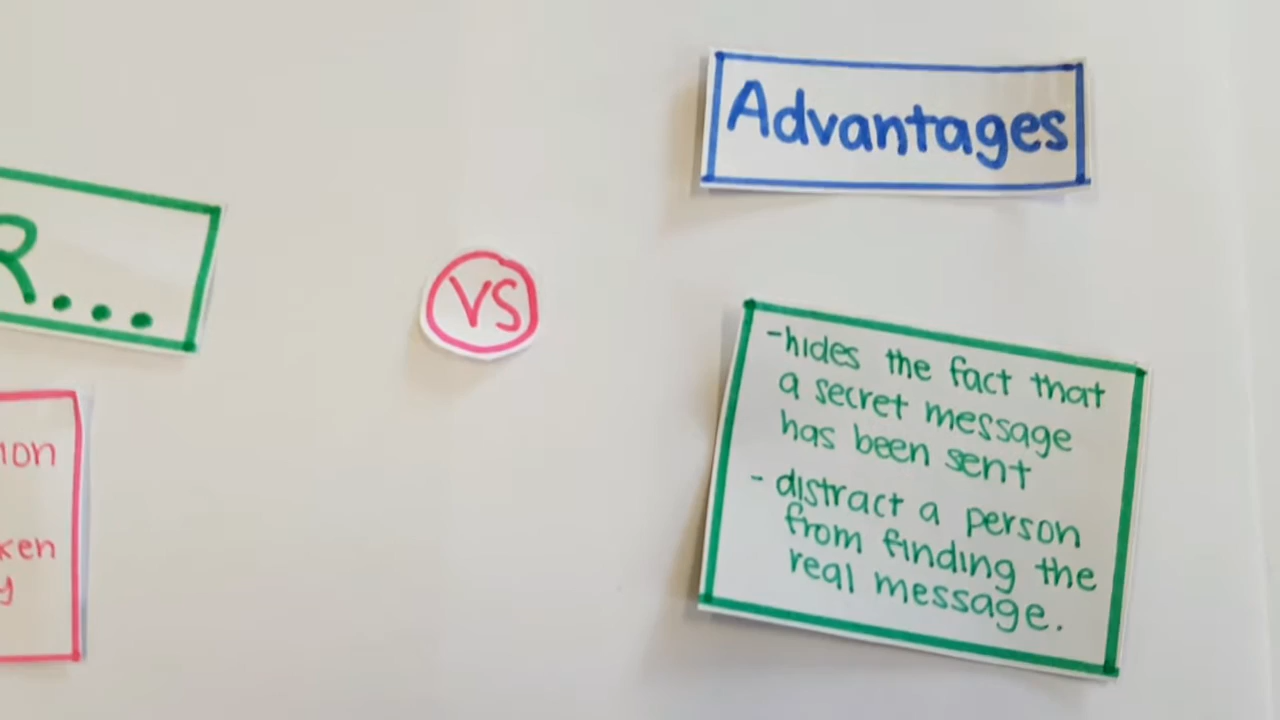 Advantages
R...
VS
-hides the fact that
a secret message
has been sent
- distract a person
from finding the
real message.